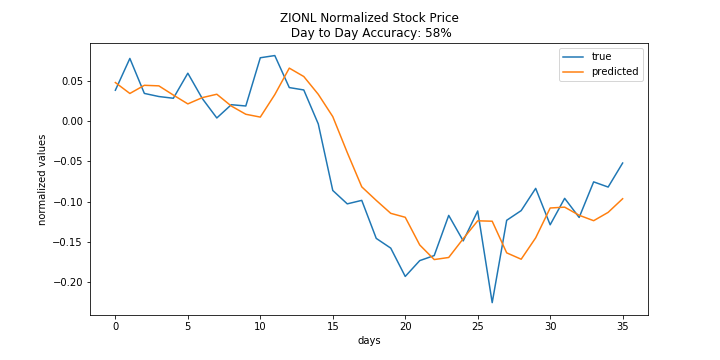 ZIONL Normalized Stock Price
Day to Day Accuracy: 58%
true
predicted
normalized values
0.05
0.00
−0.05
−0.10
−0.15
−0.20
0 5 10 15 20 25 30 35
days